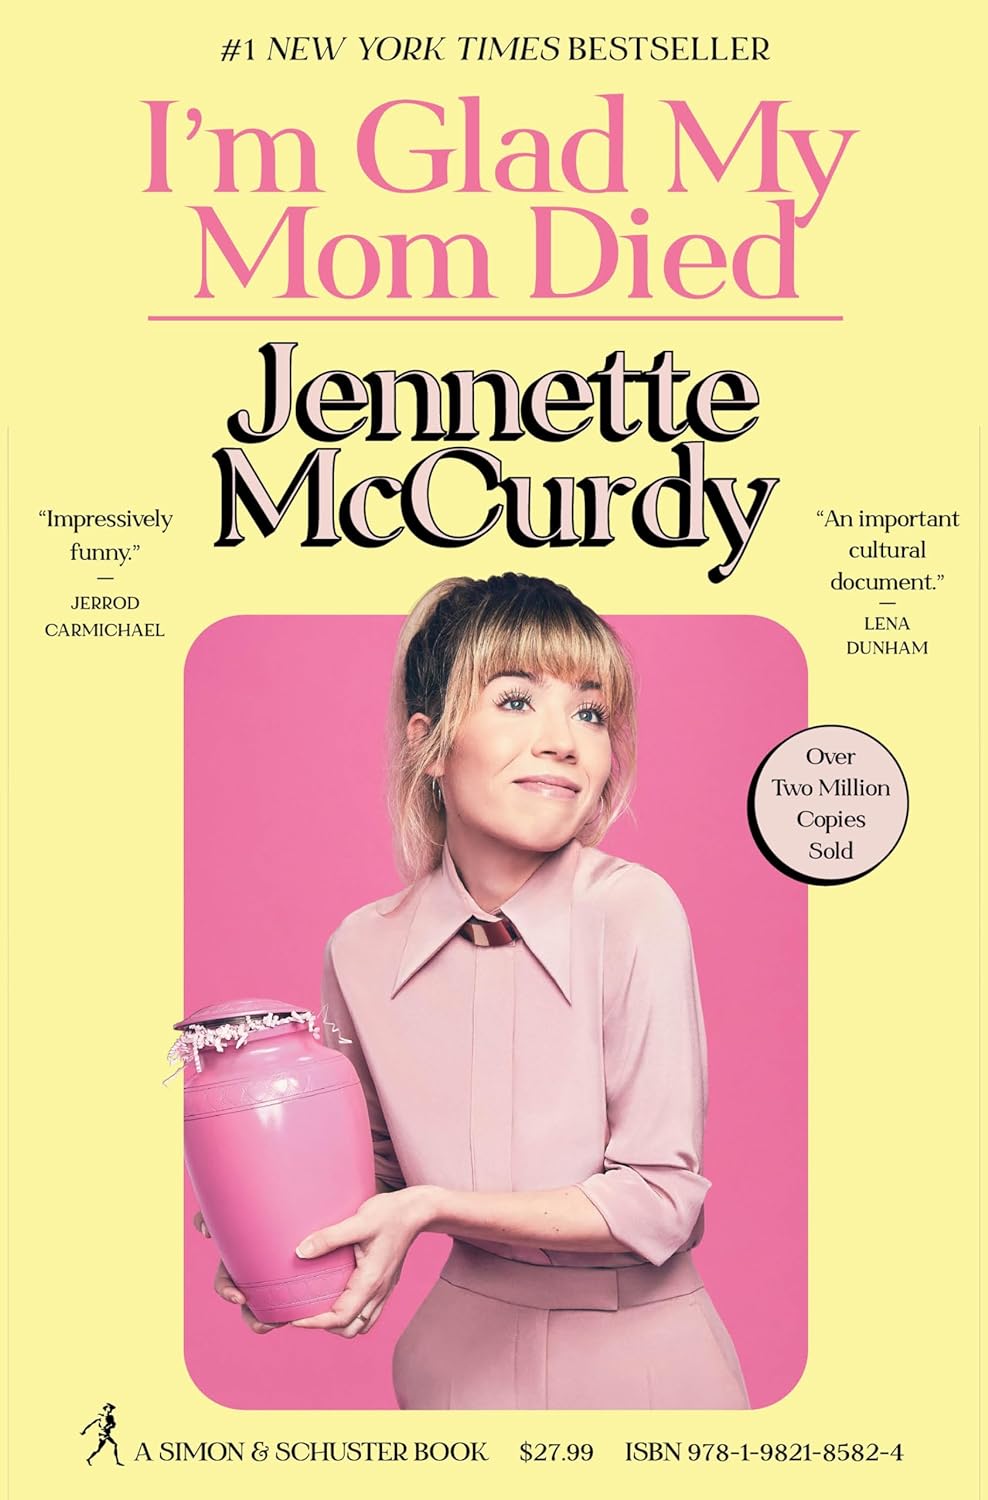 #1 NEW YORK TIMES BESTSELLER
I’m Glad My
Mom Died
Jennette
McCurdy
“Impressively
funny.”
—
JERROD
CARMICHAEL
“An important
cultural
document.”
—
LENA
DUNHAM
Over
Two Million
Copies
Sold
A SIMON & SCHUSTER BOOK $27.99 ISBN 978-1-9821-8582-4